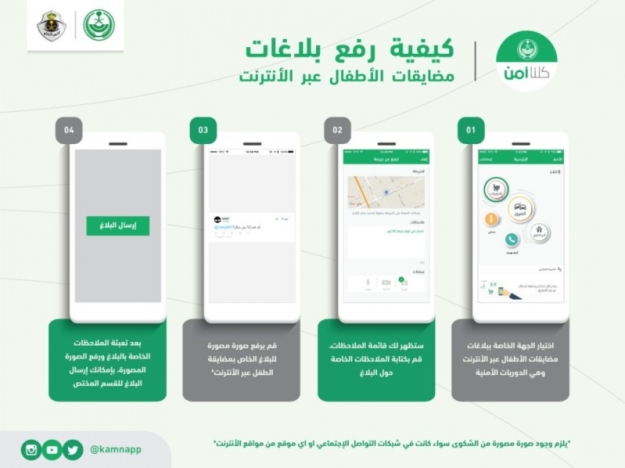 كلنا امن
كيفية رفع بلاغات
مضايقات الأطفال عبر الأنترنت
01
02
03
04
إرسال البلاغ
اختيار الجهة الخاصة ببلاغات
مضايقات الأطفال عبر الأنترنت
وهي الدوريات الأمنية
ستظهر لك قائمة الملاحظات،
قم بكتابة الملاحظات الخاصة
حول البلاغ
قم برفع صورة مصورة
للبلاغ الخاص بمضايقة
الطفل عبر الأنترنت*
بعد تعبئة الملاحظات
الخاصة بالبلاغ ورفع الصورة
المصورة، بإمكانك إرسال
البلاغ للقسم المختص
*يلزم وجود صورة مصورة من الشكوى سواء كانت في شبكات التواصل الإجتماعي او اي موقع من مواقع الأنترنت*
@kamnapp